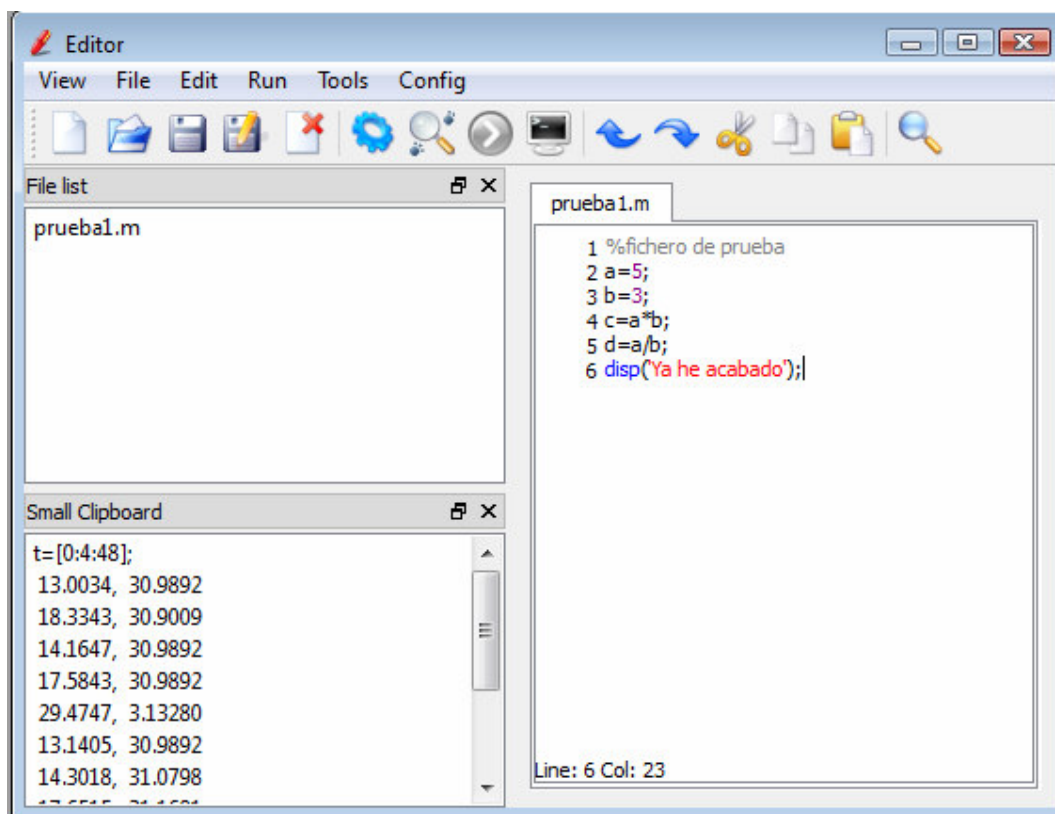 Editor
View File Edit Run Tools Config
File list
prueba1.m
Small Clipboard
t=[0:4:48];
13.0034, 30.9892
18.3343, 30.9009
14.1647, 30.9892
17.5843, 30.9892
29.4747, 3.13280
13.1405, 30.9892
14.3018, 31.0798
prueba1.m
1 %fichero de prueba
2 a=5;
3 b=3;
4 c=a*b;
5 d=a/b;
6 disp('Ya he acabado');
Line: 6 Col: 23